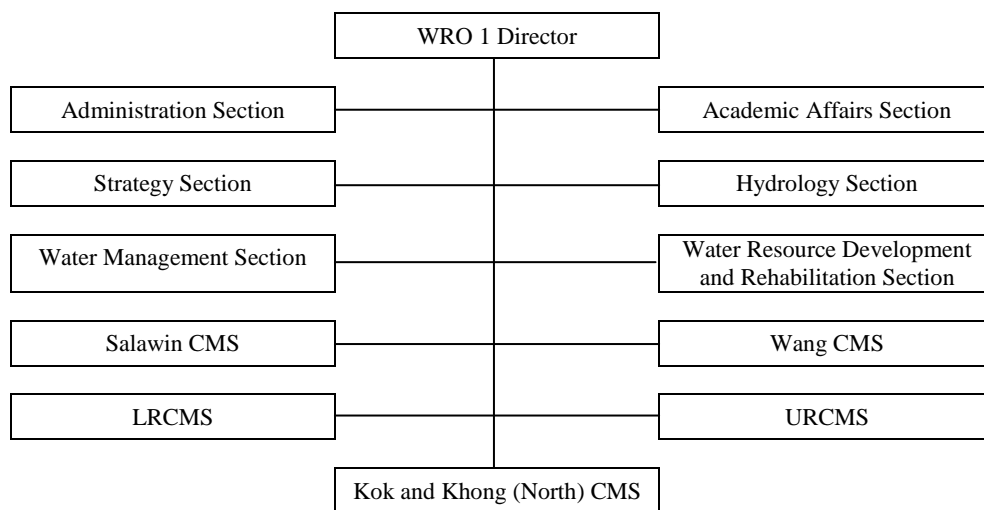 WRO 1 Director
Administration Section
Academic Affairs Section
Strategy Section
Hydrology Section
Water Management Section
Water Resource Development
and Rehabilitation Section
Salawin CMS
Wang CMS
LRCMS
URCMS
Kok and Khong (North) CMS